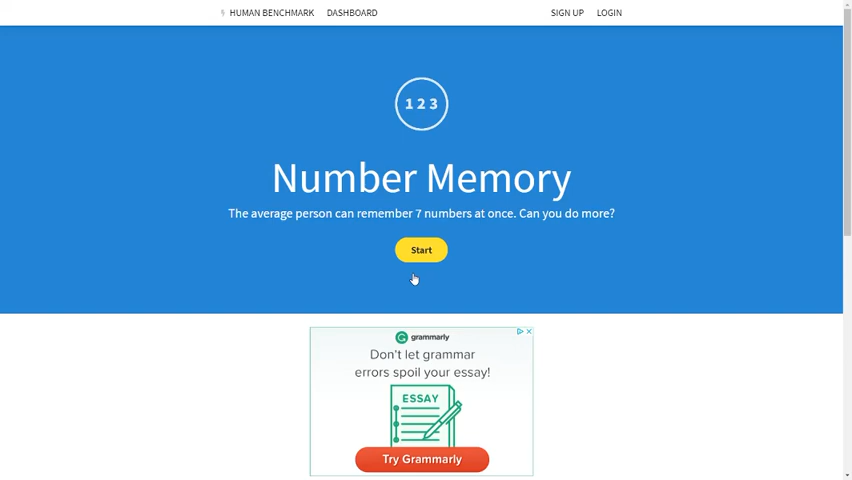 HUMAN BENCHMARK DASHBOARD SIGN UP LOGIN
1 2 3
Number Memory
The average person can remember 7 numbers at once. Can you do more?
Start
grammarly
Don't let grammar
errors spoil your essay!
ESSAY
Try Grammarly